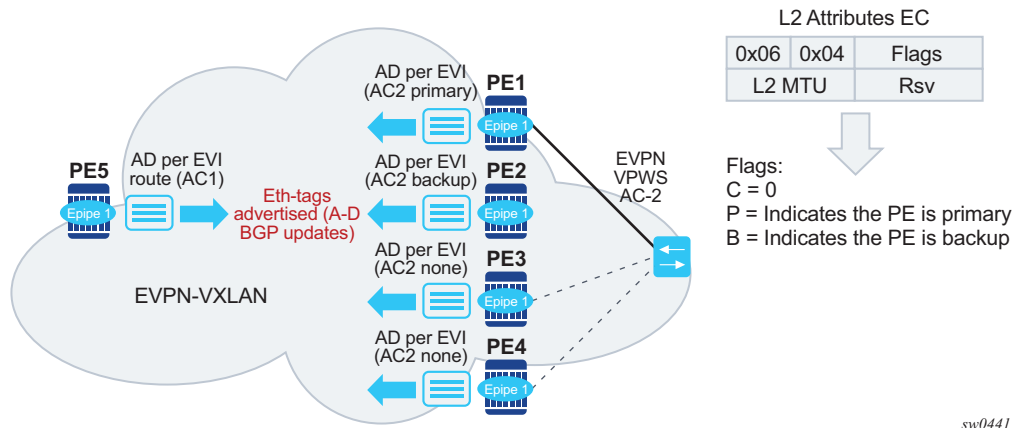 L2 Attributes EC
0x06 0x04 Flags
L2 MTU Rsv
Flags:
C = 0
P = Indicates the PE is primary
B = Indicates the PE is backup
AD per EVI
(AC2 primary)
PE1
Epipe 1
AD per EVI
(AC2 backup)
PE2
Epipe 1
EVPN
VPWS
AC-2
PE5
Epipe 1
AD per EVI
route (AC1)
Eth-tags
advertised (A-D
BGP updates)
AD per EVI
(AC2 none)
PE3
Epipe 1
EVPN-VXLAN
AD per EVI
(AC2 none)
PE4
Epipe 1
sw0441